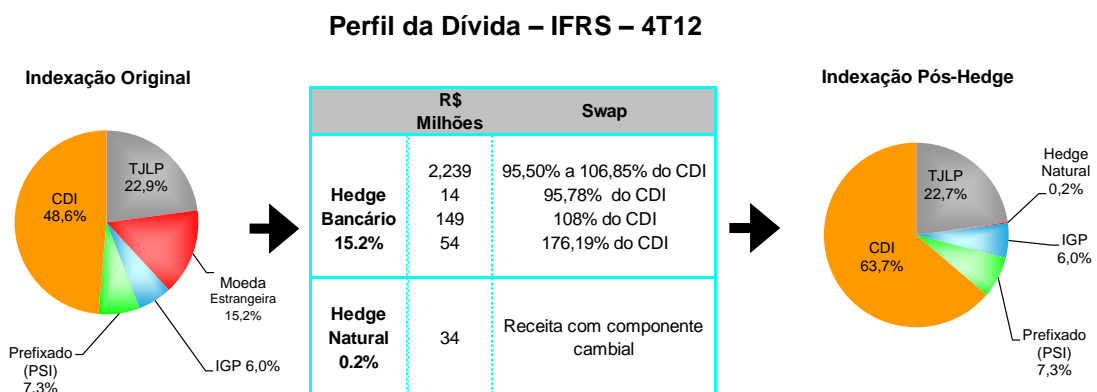 Perfil da Dívida – IFRS – 4T12
Indexação Original
CDI
48,6%
TJLP
22,9%
Moeda
Estrangeira
15,2%
IGP 6,0%
Prefixado
(PSI)
7,3%
R$
Milhões
Swap
Hedge
Bancário
15.2%
2,239
95,50% a 106,85% do CDI
14
95,78% do CDI
149
108% do CDI
54
176,19% do CDI
Hedge
Natural
0.2%
34
Receita com componente
cambial
Indexação Pós-Hedge
TJLP
22,7%
Hedge
Natural
0,2%
IGP
6,0%
CDI
63,7%
Prefixado
(PSI)
7,3%